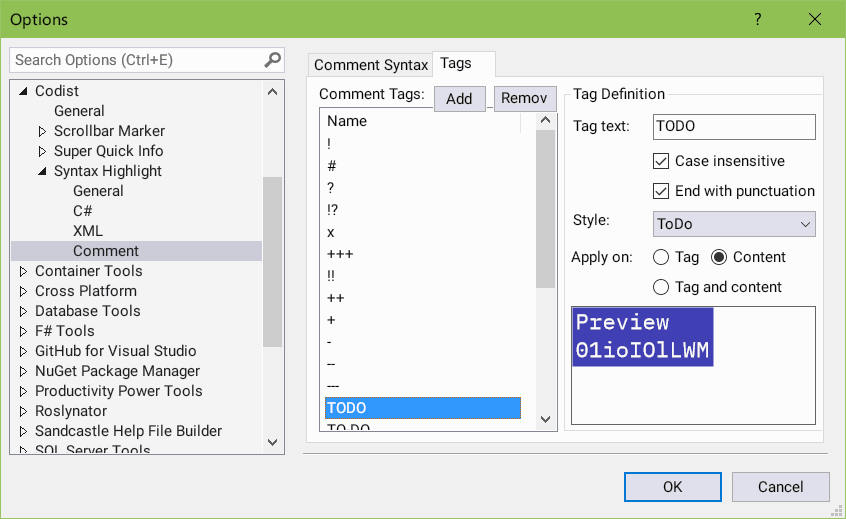 Options
?
Search Options (Ctrl+E)
Codist
General
Scrollbar Marker
Super Quick Info
Syntax Highlight
General
C#
XML
Comment
Container Tools
Cross Platform
Database Tools
F# Tools
GitHub for Visual Studio
NuGet Package Manager
Productivity Power Tools
Roslynator
Sandcastle Help File Builder
SQL Server Tools
Comment Syntax
Tags
Comment Tags:
Add
Remov
Name
!
#
?
!?
x
+++
!!
++
+
-
--
---
TODO
TO DO
Tag Definition
Tag text:
TODO
Case insensitive
End with punctuation
Style:
ToDo
Apply on:
Tag
Content
Tag and content
Preview
01ioIOlLWM
OK
Cancel